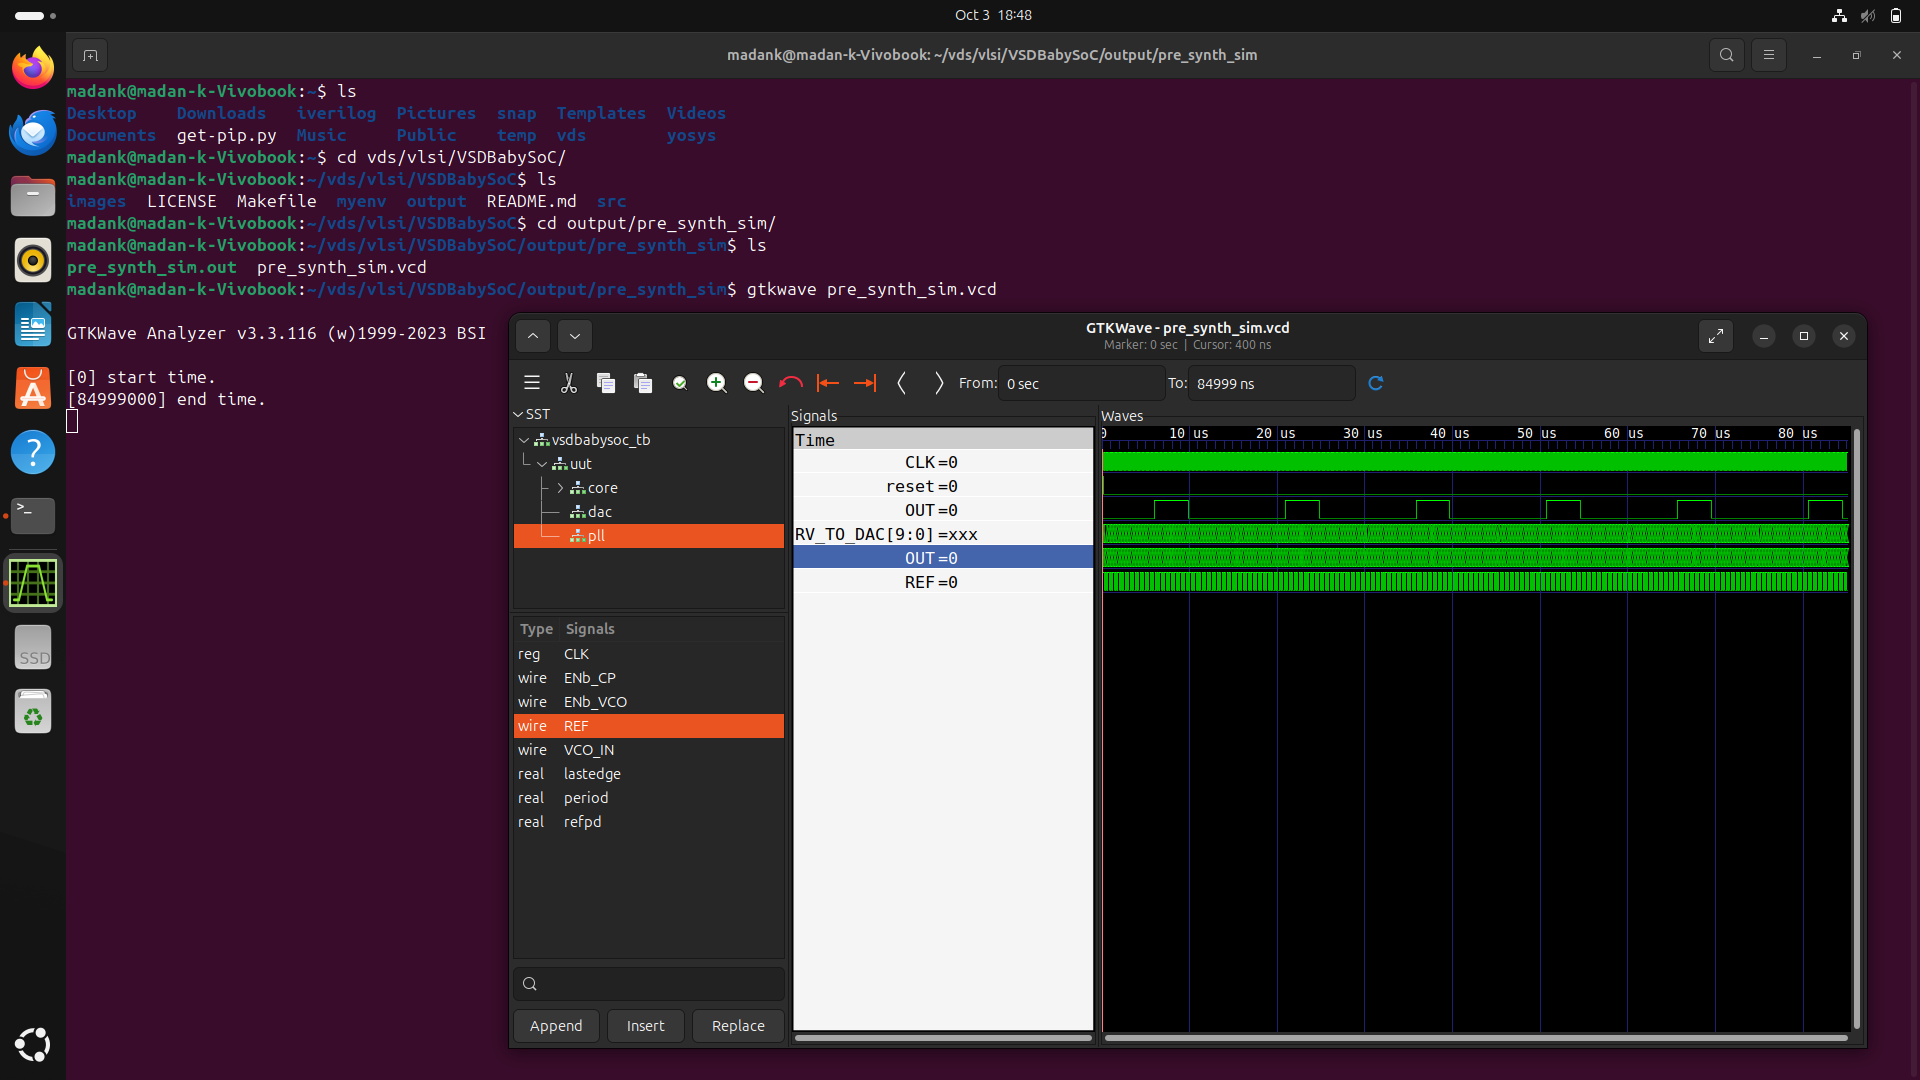 Oct 3 18:48
madank@madan-k-Vivobook: ~/vds/vlsi/VSDBabySoC/output/pre_synth_sim
madank@madan-k-Vivobook:~$ ls
Desktop Downloads iverilog Pictures snap Templates Videos
Documents get-pip.py Music Public temp vds yosys
madank@madan-k-Vivobook:~$ cd vds/vlsi/VSDBabySoC/
madank@madan-k-Vivobook:~/vds/vlsi/VSDBabySoC$ ls
images LICENSE Makefile myenv output README.md src
madank@madan-k-Vivobook:~/vds/vlsi/VSDBabySoC$ cd output/pre_synth_sim/
madank@madan-k-Vivobook:~/vds/vlsi/VSDBabySoC/output/pre_synth_sim$ ls
pre_synth_sim.out pre_synth_sim.vcd
madank@madan-k-Vivobook:~/vds/vlsi/VSDBabySoC/output/pre_synth_sim$ gtkwave pre_synth_sim.vcd
GTKWave Analyzer v3.3.116 (w)1999-2023 BSI
[0] start time.
[84999000] end time.
GTKWave - pre_synth_sim.vcd
Marker: 0 sec | Cursor: 400 ns
From: 0 sec To: 84999 ns
SST
vsdbabysoc_tb
uut
core
dac
pll
Type Signals
reg CLK
wire ENb_CP
wire ENb_VCO
wire REF
wire VCO_IN
real lastedge
real period
real refpd
Append Insert Replace
Signals
Time
CLK=0
reset=0
OUT=0
RV_TO_DAC[9:0]=xxx
OUT=0
REF=0
Waves
0 10 us 20 us 30 us 40 us 50 us 60 us 70 us 80 us
SSD